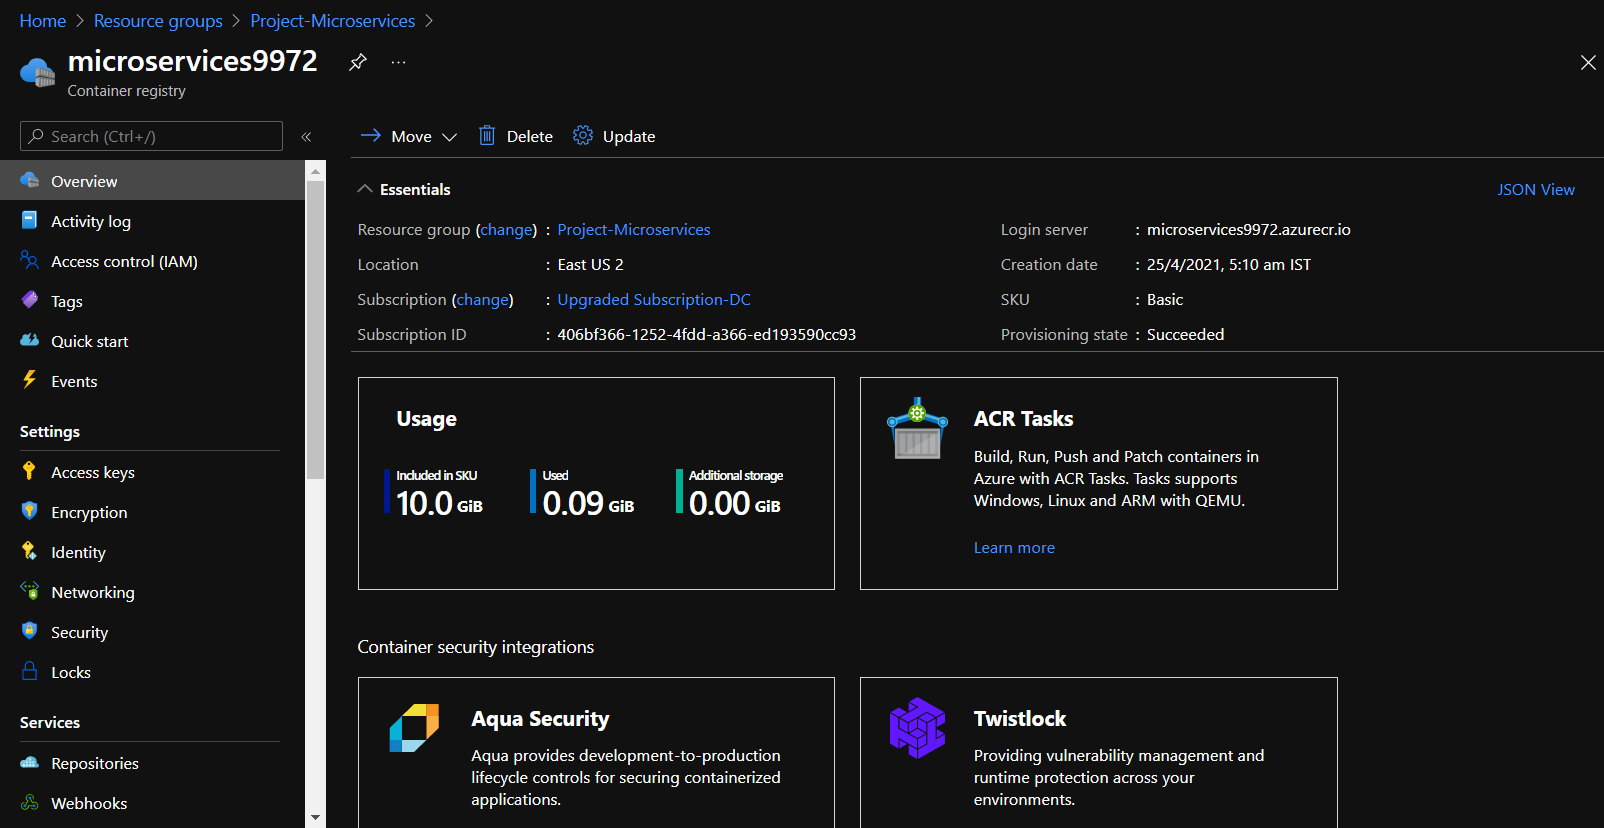 Home > Resource groups > Project-Microservices >
microservices9972
Container registry
Search (Ctrl+/)
«
Overview
Activity log
Access control (IAM)
Tags
Quick start
Events
Settings
Access keys
Encryption
Identity
Networking
Security
Locks
Services
Repositories
Webhooks
Move
Delete
Update
Essentials
JSON View
Resource group (change) : Project-Microservices
Location : East US 2
Subscription (change) : Upgraded Subscription-DC
Subscription ID : 406bf366-1252-4fdd-a366-ed193590cc93
Login server : microservices9972.azurecr.io
Creation date : 25/4/2021, 5:10 am IST
SKU : Basic
Provisioning state : Succeeded
Usage
Included in SKU
10.0 GiB
Used
0.09 GiB
Additional storage
0.00 GiB
ACR Tasks
Build, Run, Push and Patch containers in
Azure with ACR Tasks. Tasks supports
Windows, Linux and ARM with QEMU.
Learn more
Container security integrations
Aqua Security
Aqua provides development-to-production
lifecycle controls for securing containerized
applications.
Twistlock
Providing vulnerability management and
runtime protection across your
environments.